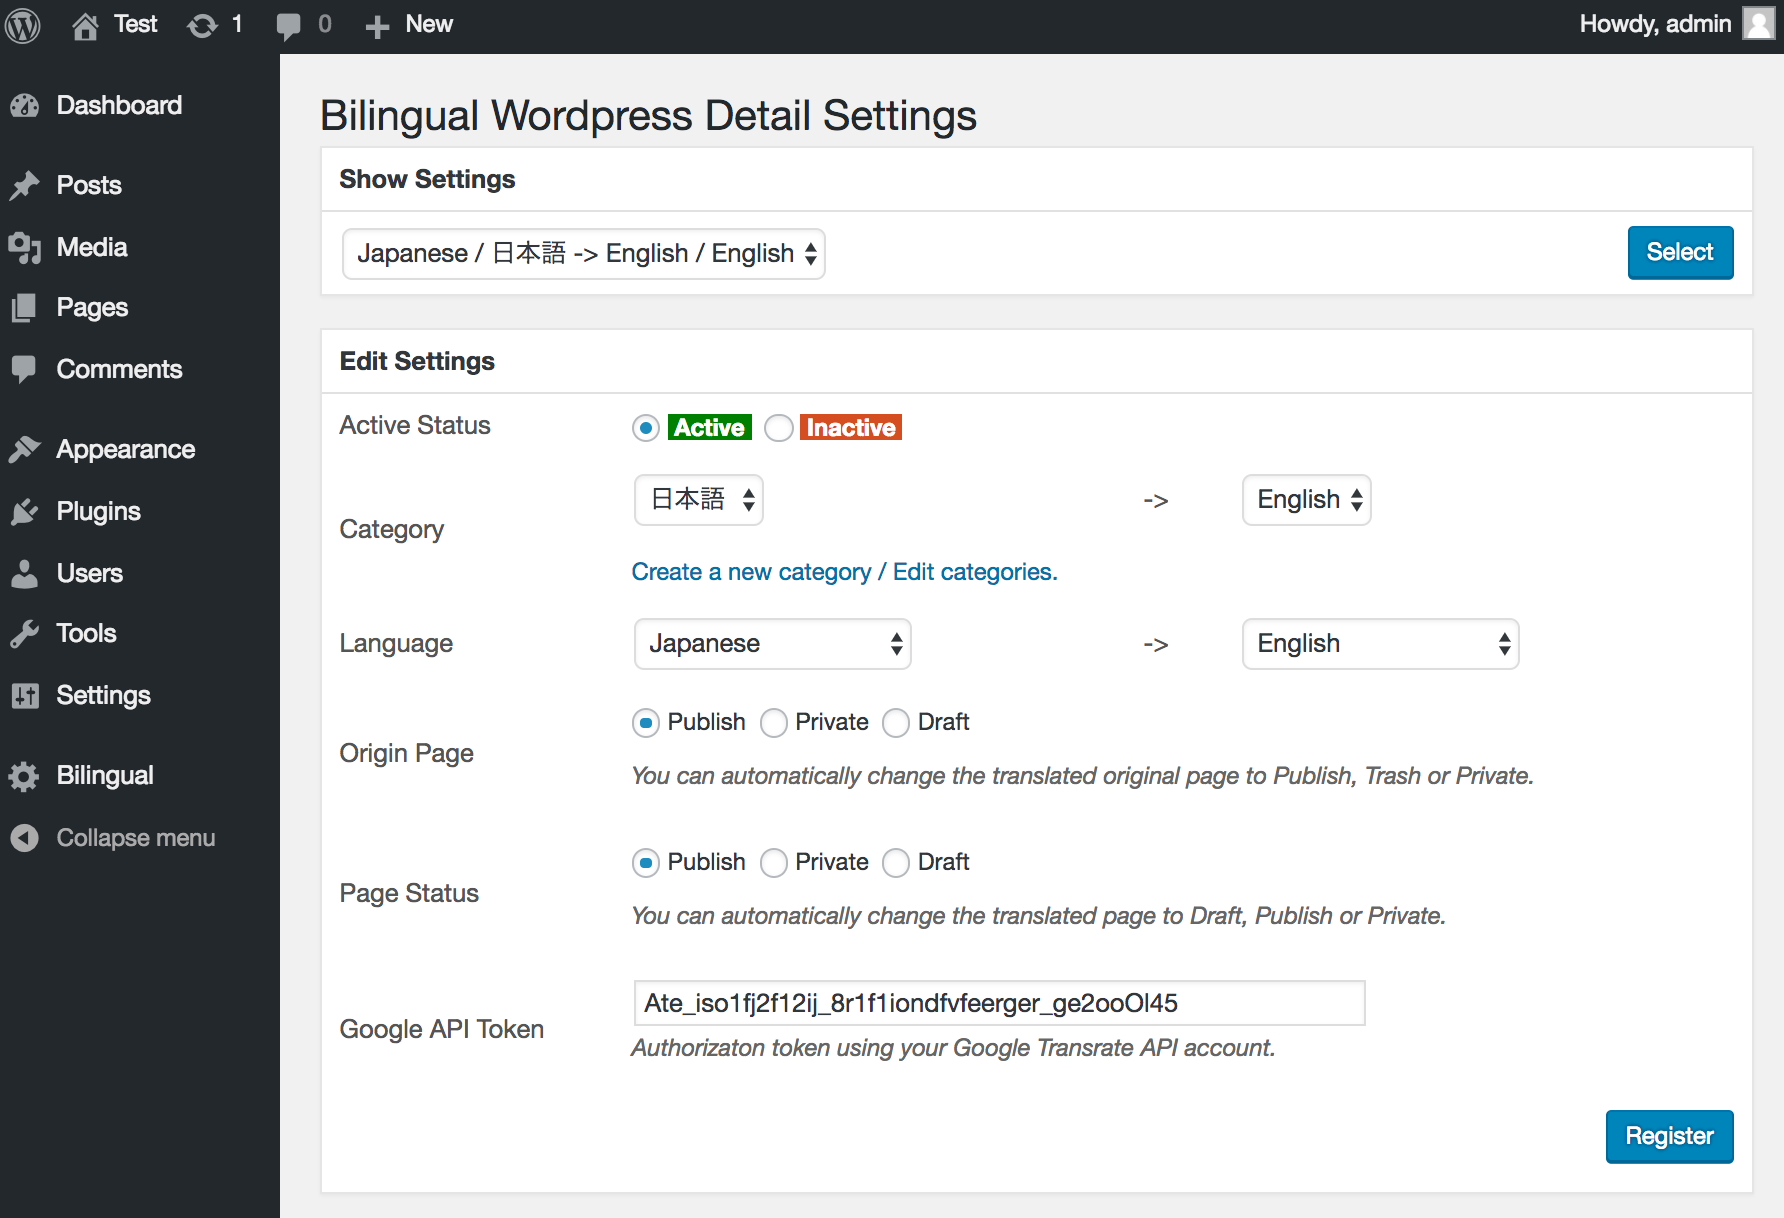 Test 1 0 New Howdy, admin
Dashboard
Posts
Media
Pages
Comments
Appearance
Plugins
Users
Tools
Settings
Bilingual
Collapse menu
Bilingual Wordpress Detail Settings
Show Settings
Japanese / 日本語 -> English / English Select
Edit Settings
Active Status Active Inactive
Category 日本語 -> English
Create a new category / Edit categories.
Language Japanese -> English
Origin Page Publish Private Draft
You can automatically change the translated original page to Publish, Trash or Private.
Page Status Publish Private Draft
You can automatically change the translated page to Draft, Publish or Private.
Google API Token Ate_iso1fj2f12ij_8r1f1iondfvfeerger_ge2ooOl45
Authorizaton token using your Google Transrate API account.
Register